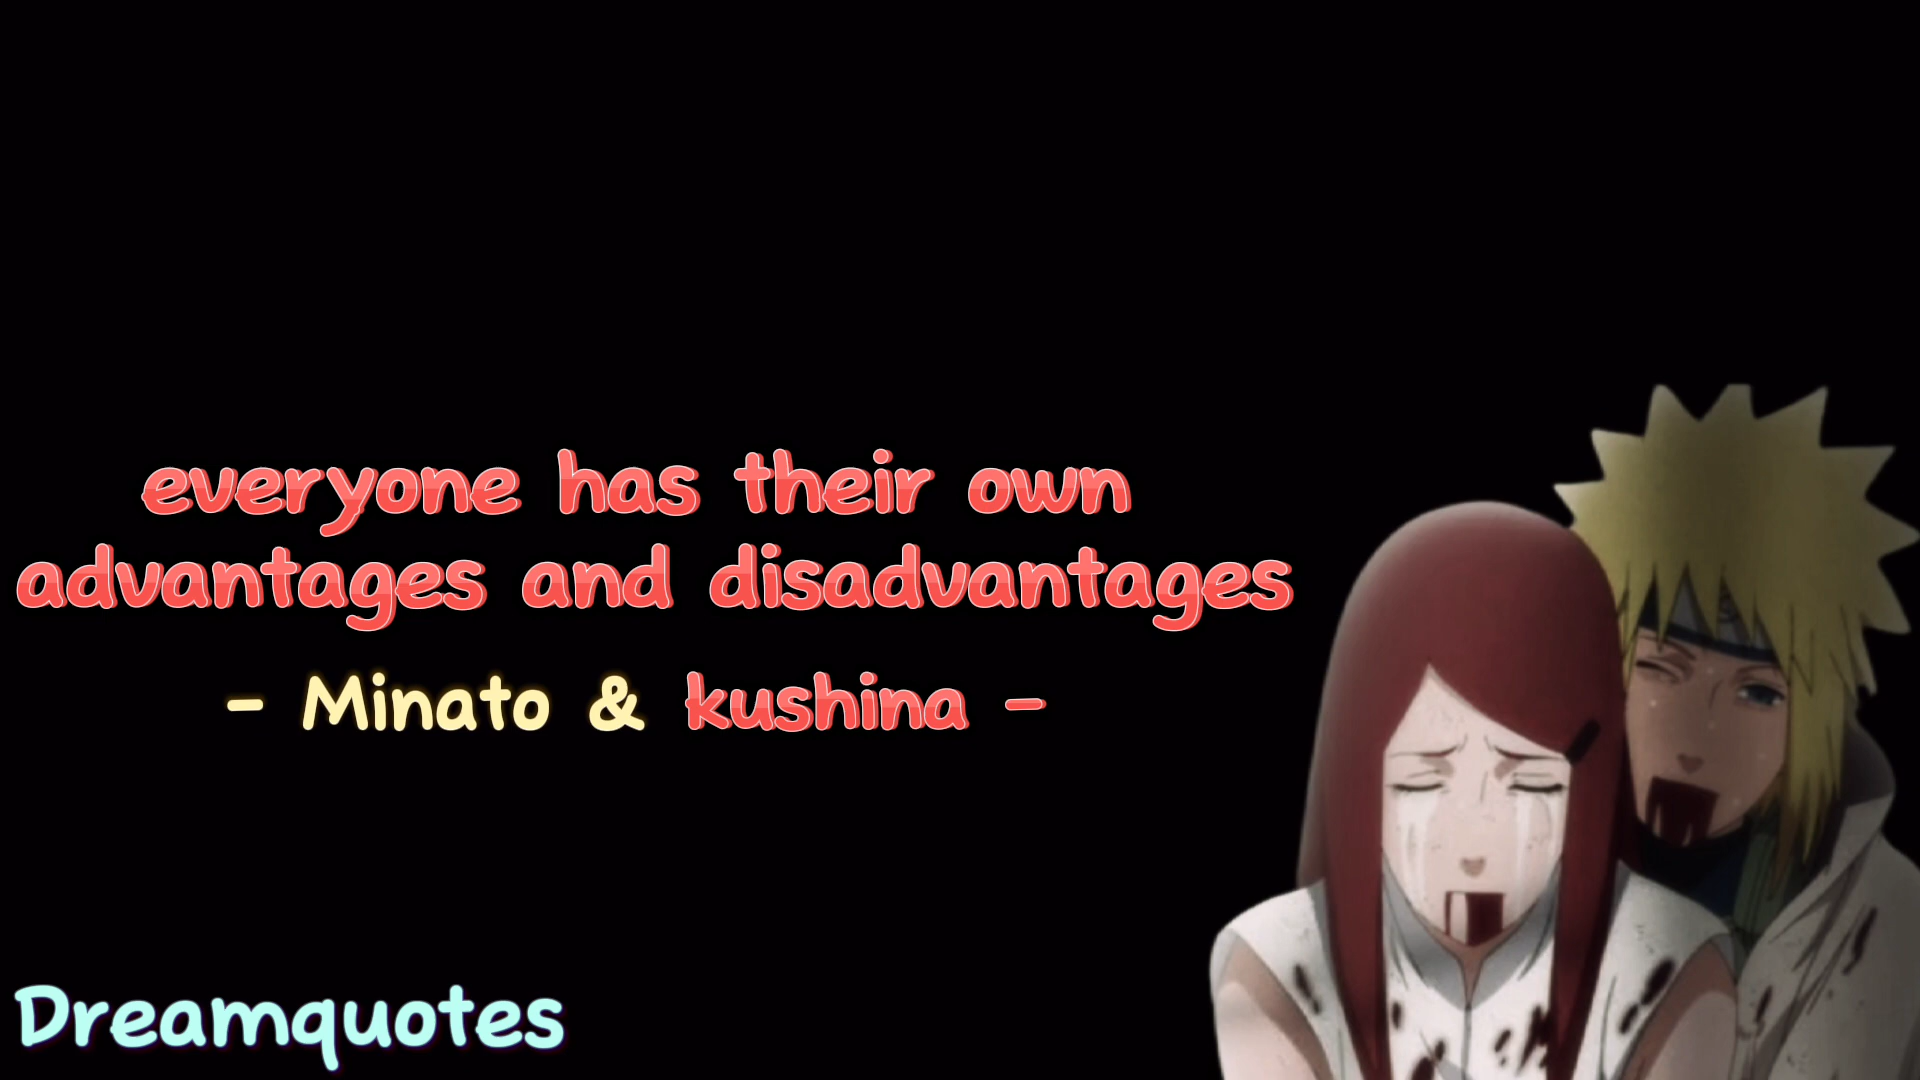 everyone has their own
advantages and disadvantages
- Minato & kushina -
Dreamquotes